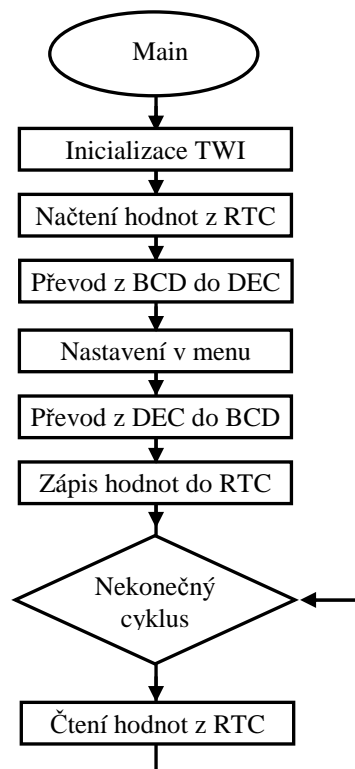 Main
Inicializace TWI
Načtení hodnot z RTC
Převod z BCD do DEC
Nastavení v menu
Převod z DEC do BCD
Zápis hodnot do RTC
Nekonečný
cyklus
Čtení hodnot z RTC